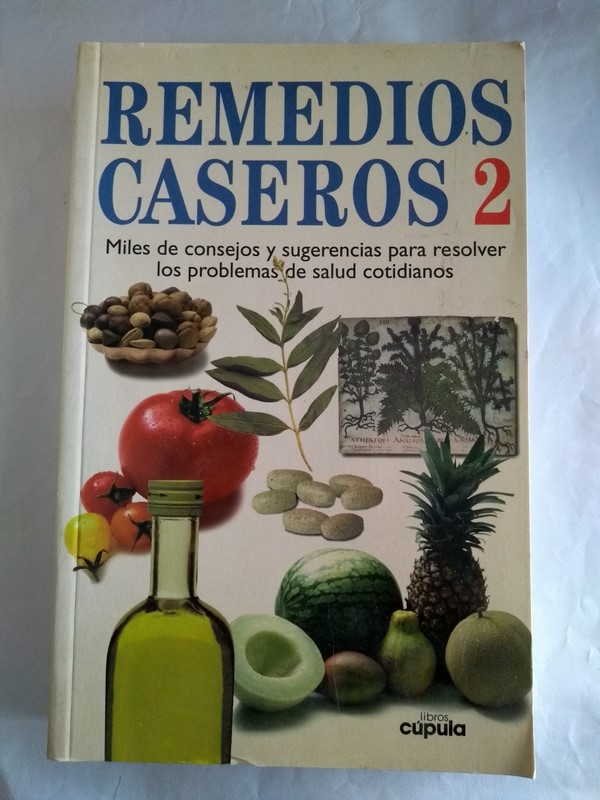 REMEDIOS
CASEROS 2
Miles de consejos y sugerencias para resolver
los problemas de salud cotidianos
libros
cúpula